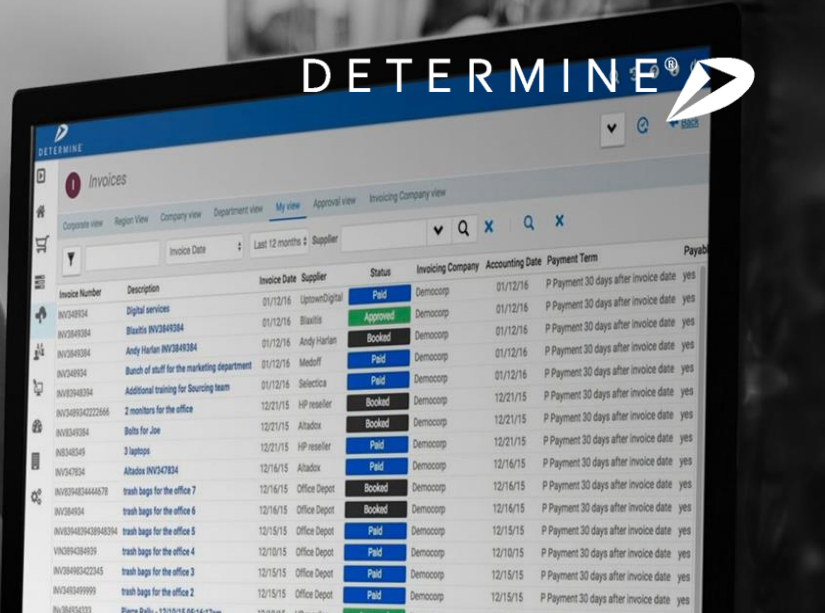 DETERMINE®
DETERMINE
Back
Invoices
Corporate view Region View Company view Department view My view Approval view Invoicing Company view
Invoice Date Last 12 months Supplier
Invoice Number Description Invoice Date Supplier Status Invoicing Company Accounting Date Payment Term Payabl
INV348934 Digital services 01/12/16 UptownDigital Paid Democorp 01/12/16 P Payment 30 days after invoice date yes
INV3849384 Blaxitis INV3849384 01/12/16 Blaxitis Approved Democorp 01/12/16 P Payment 30 days after invoice date yes
INV3849384 Andy Harlan INV3849384 01/12/16 Andy Harlan Booked Democorp 01/12/16 P Payment 30 days after invoice date yes
INV348934 Bunch of stuff for the marketing department 01/12/16 Medoff Paid Democorp 01/12/16 P Payment 30 days after invoice date yes
INV83948394 Additional training for Sourcing team 01/12/16 Selectica Paid Democorp 01/12/16 P Payment 30 days after invoice date yes
INV3489342222666 2 monitors for the office 12/21/15 HP reseller Booked Democorp 12/21/15 P Payment 30 days after invoice date yes
INV8349384 Bolts for Joe 12/21/15 Altadox Booked Democorp 12/21/15 P Payment 30 days after invoice date yes
INB348349 3 laptops 12/21/15 HP reseller Paid Democorp 12/21/15 P Payment 30 days after invoice date yes
INV347834 Altadox INV347834 12/16/15 Altadox Paid Democorp 12/16/15 P Payment 30 days after invoice date yes
INV8394834444678 trash bags for the office 7 12/16/15 Office Depot Booked Democorp 12/16/15 P Payment 30 days after invoice date yes
INV384934 trash bags for the office 6 12/16/15 Office Depot Booked Democorp 12/16/15 P Payment 30 days after invoice date yes
INV8394839438948394 trash bags for the office 5 12/15/15 Office Depot Paid Democorp 12/15/15 P Payment 30 days after invoice date yes
VIN3894384939 trash bags for the office 4 12/10/15 Office Depot Paid Democorp 12/10/15 P Payment 30 days after invoice date yes
INV384983422345 trash bags for the office 3 12/15/15 Office Depot Paid Democorp 12/15/15 P Payment 30 days after invoice date yes
INV3493499999 trash bags for the office 2 12/15/15 Office Depot Paid Democorp 12/15/15 P Payment 30 days after invoice date yes